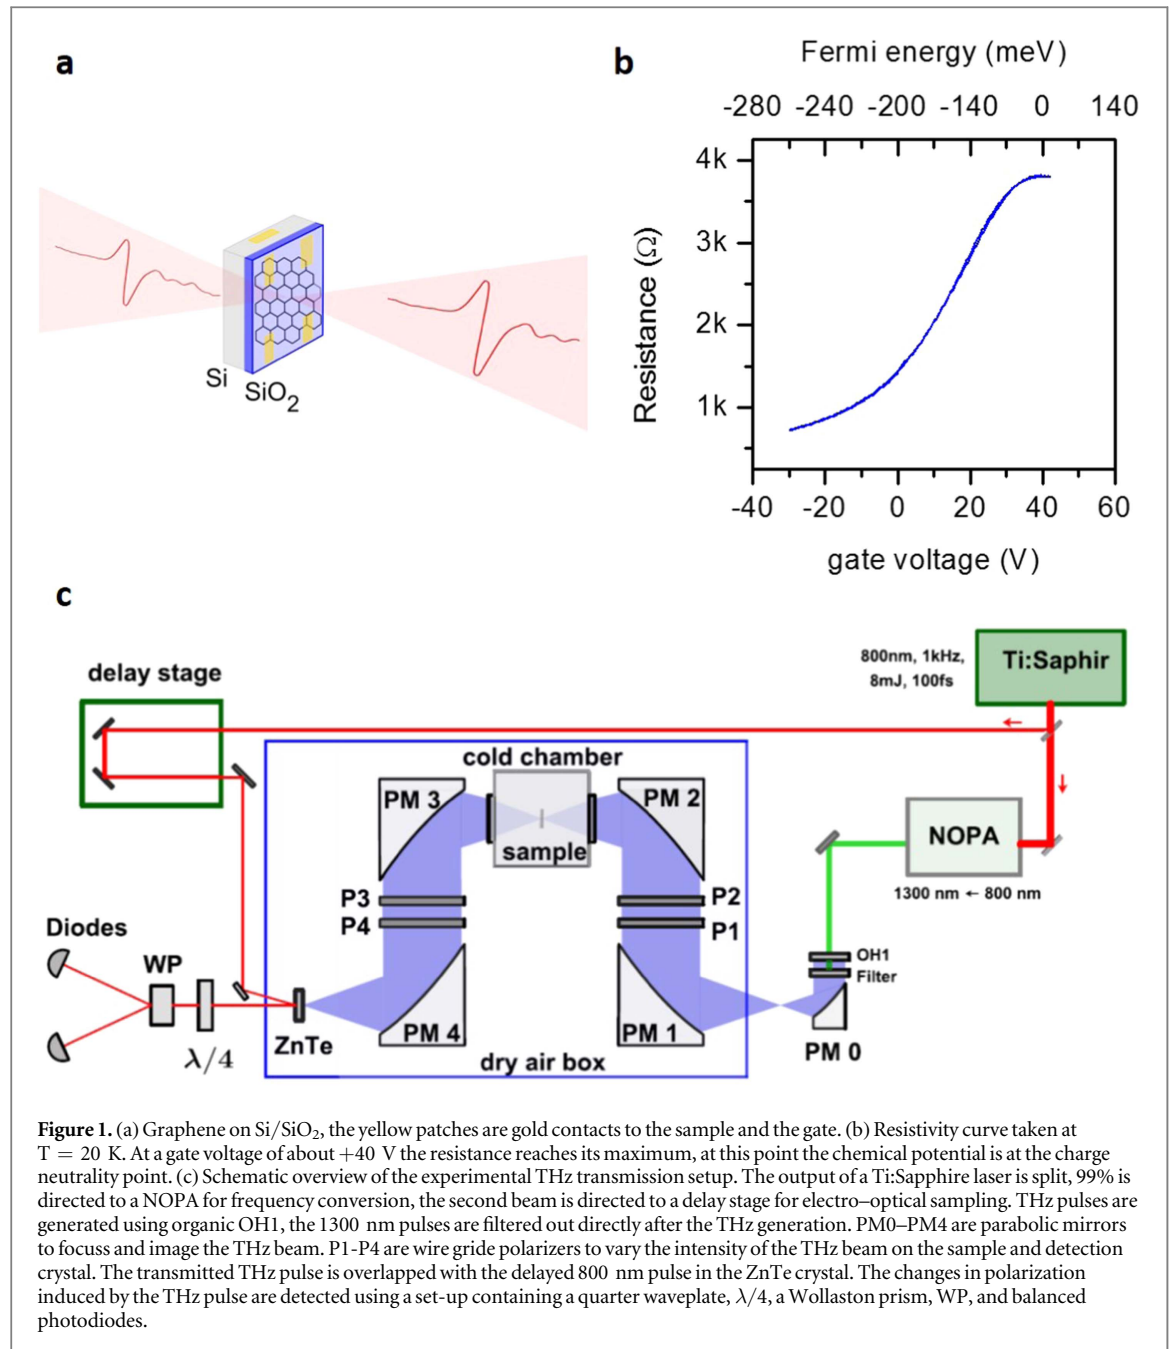 a
Si
SiO2
b
Fermi energy (meV)
-280 -240 -200 -140 0 140
4k
3k
2k
1k
Resistance (Ω)
-40 -20 0 20 40 60
gate voltage (V)
c
delay stage
800nm, 1kHz,
8mJ, 100fs
Ti:Saphir
cold chamber
PM 3
PM 2
sample
NOPA
1300 nm ← 800 nm
P3
P4
P2
P1
OH1
Filter
Diodes
WP
λ/4
ZnTe
PM 4
PM 1
PM 0
dry air box
Figure 1. (a) Graphene on Si/SiO2, the yellow patches are gold contacts to the sample and the gate. (b) Resistivity curve taken at
T = 20 K. At a gate voltage of about +40 V the resistance reaches its maximum, at this point the chemical potential is at the charge
neutrality point. (c) Schematic overview of the experimental THz transmission setup. The output of a Ti:Sapphire laser is split, 99% is
directed to a NOPA for frequency conversion, the second beam is directed to a delay stage for electro–optical sampling. THz pulses are
generated using organic OH1, the 1300 nm pulses are filtered out directly after the THz generation. PM0–PM4 are parabolic mirrors
to focuss and image the THz beam. P1-P4 are wire gride polarizers to vary the intensity of the THz beam on the sample and detection
crystal. The transmitted THz pulse is overlapped with the delayed 800 nm pulse in the ZnTe crystal. The changes in polarization
induced by the THz pulse are detected using a set-up containing a quarter waveplate, λ/4, a Wollaston prism, WP, and balanced
photodiodes.